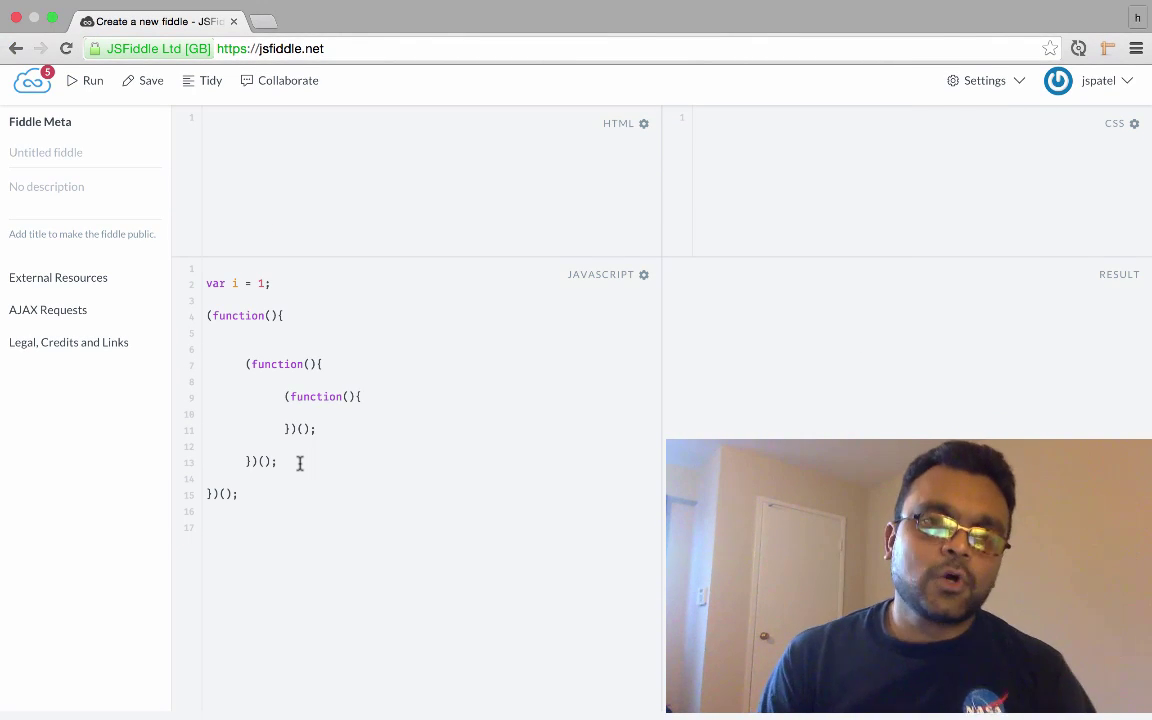 Create a new fiddle - JSFid
h
JSFiddle Ltd [GB] https://jsfiddle.net
5
Run
Save
Tidy
Collaborate
Settings
jspatel
Fiddle Meta
Untitled fiddle
No description
Add title to make the fiddle public.
External Resources
AJAX Requests
Legal, Credits and Links
1
HTML
1
CSS
JAVASCRIPT
RESULT
1
2 var i = 1;
3
4 (function(){
5
6
7 (function(){
8
9 (function(){
10
11 })();
12
13 })();
14
15 })();
16
17
NASA